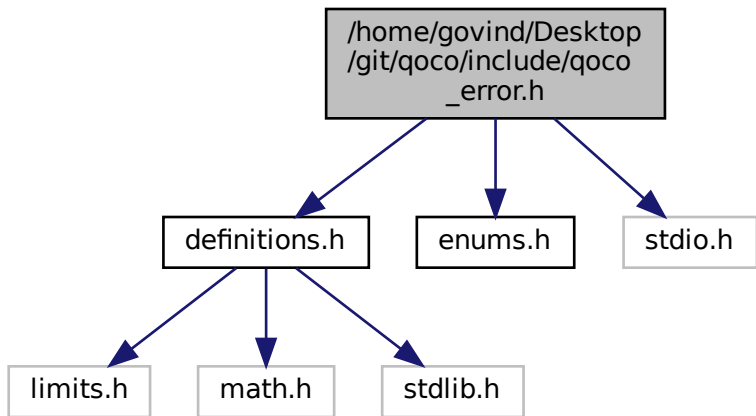 /home/govind/Desktop
/git/qoco/include/qoco
_error.h
definitions.h
enums.h
stdio.h
limits.h
math.h
stdlib.h